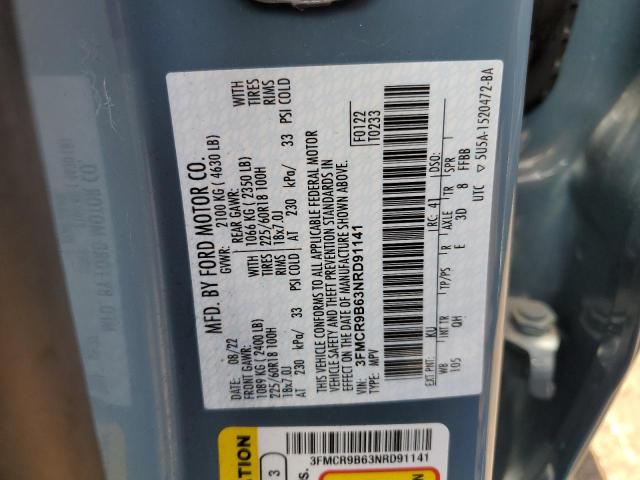 MFD. BY FORD MOTOR CO.
DATE: 08/22
GVWR: 2100 KG ( 4630 LB)
FRONT GAWR:
1089 KG ( 2400 LB)
225/60R18 100H
18x7.0J
AT 230 kPa/ 33
REAR GAWR:
1066 KG ( 2350 LB)
WITH 225/60R18 100H
TIRES 18x7.0J
RIMS
AT 230 kPa/ 33 PSI COLD
WITH
TIRES
RIMS
PSI COLD
THIS VEHICLE CONFORMS TO ALL APPLICABLE FEDERAL MOTOR
VEHICLE SAFETY AND THEFT PREVENTION STANDARDS IN
EFFECT ON THE DATE OF MANUFACTURE SHOWN ABOVE.
VIN: 3FMCR9B63NRD91141
TYPE: MPV
F0122
T0233
EXT PNT: KU RC: 41 DSO:
WB INT TR TP/PS R AXLE TR SPR
105 QH E 3D 8 FFBB
UTC 5U5A-1520472-BA
3FMCR9B63NRD91141
3